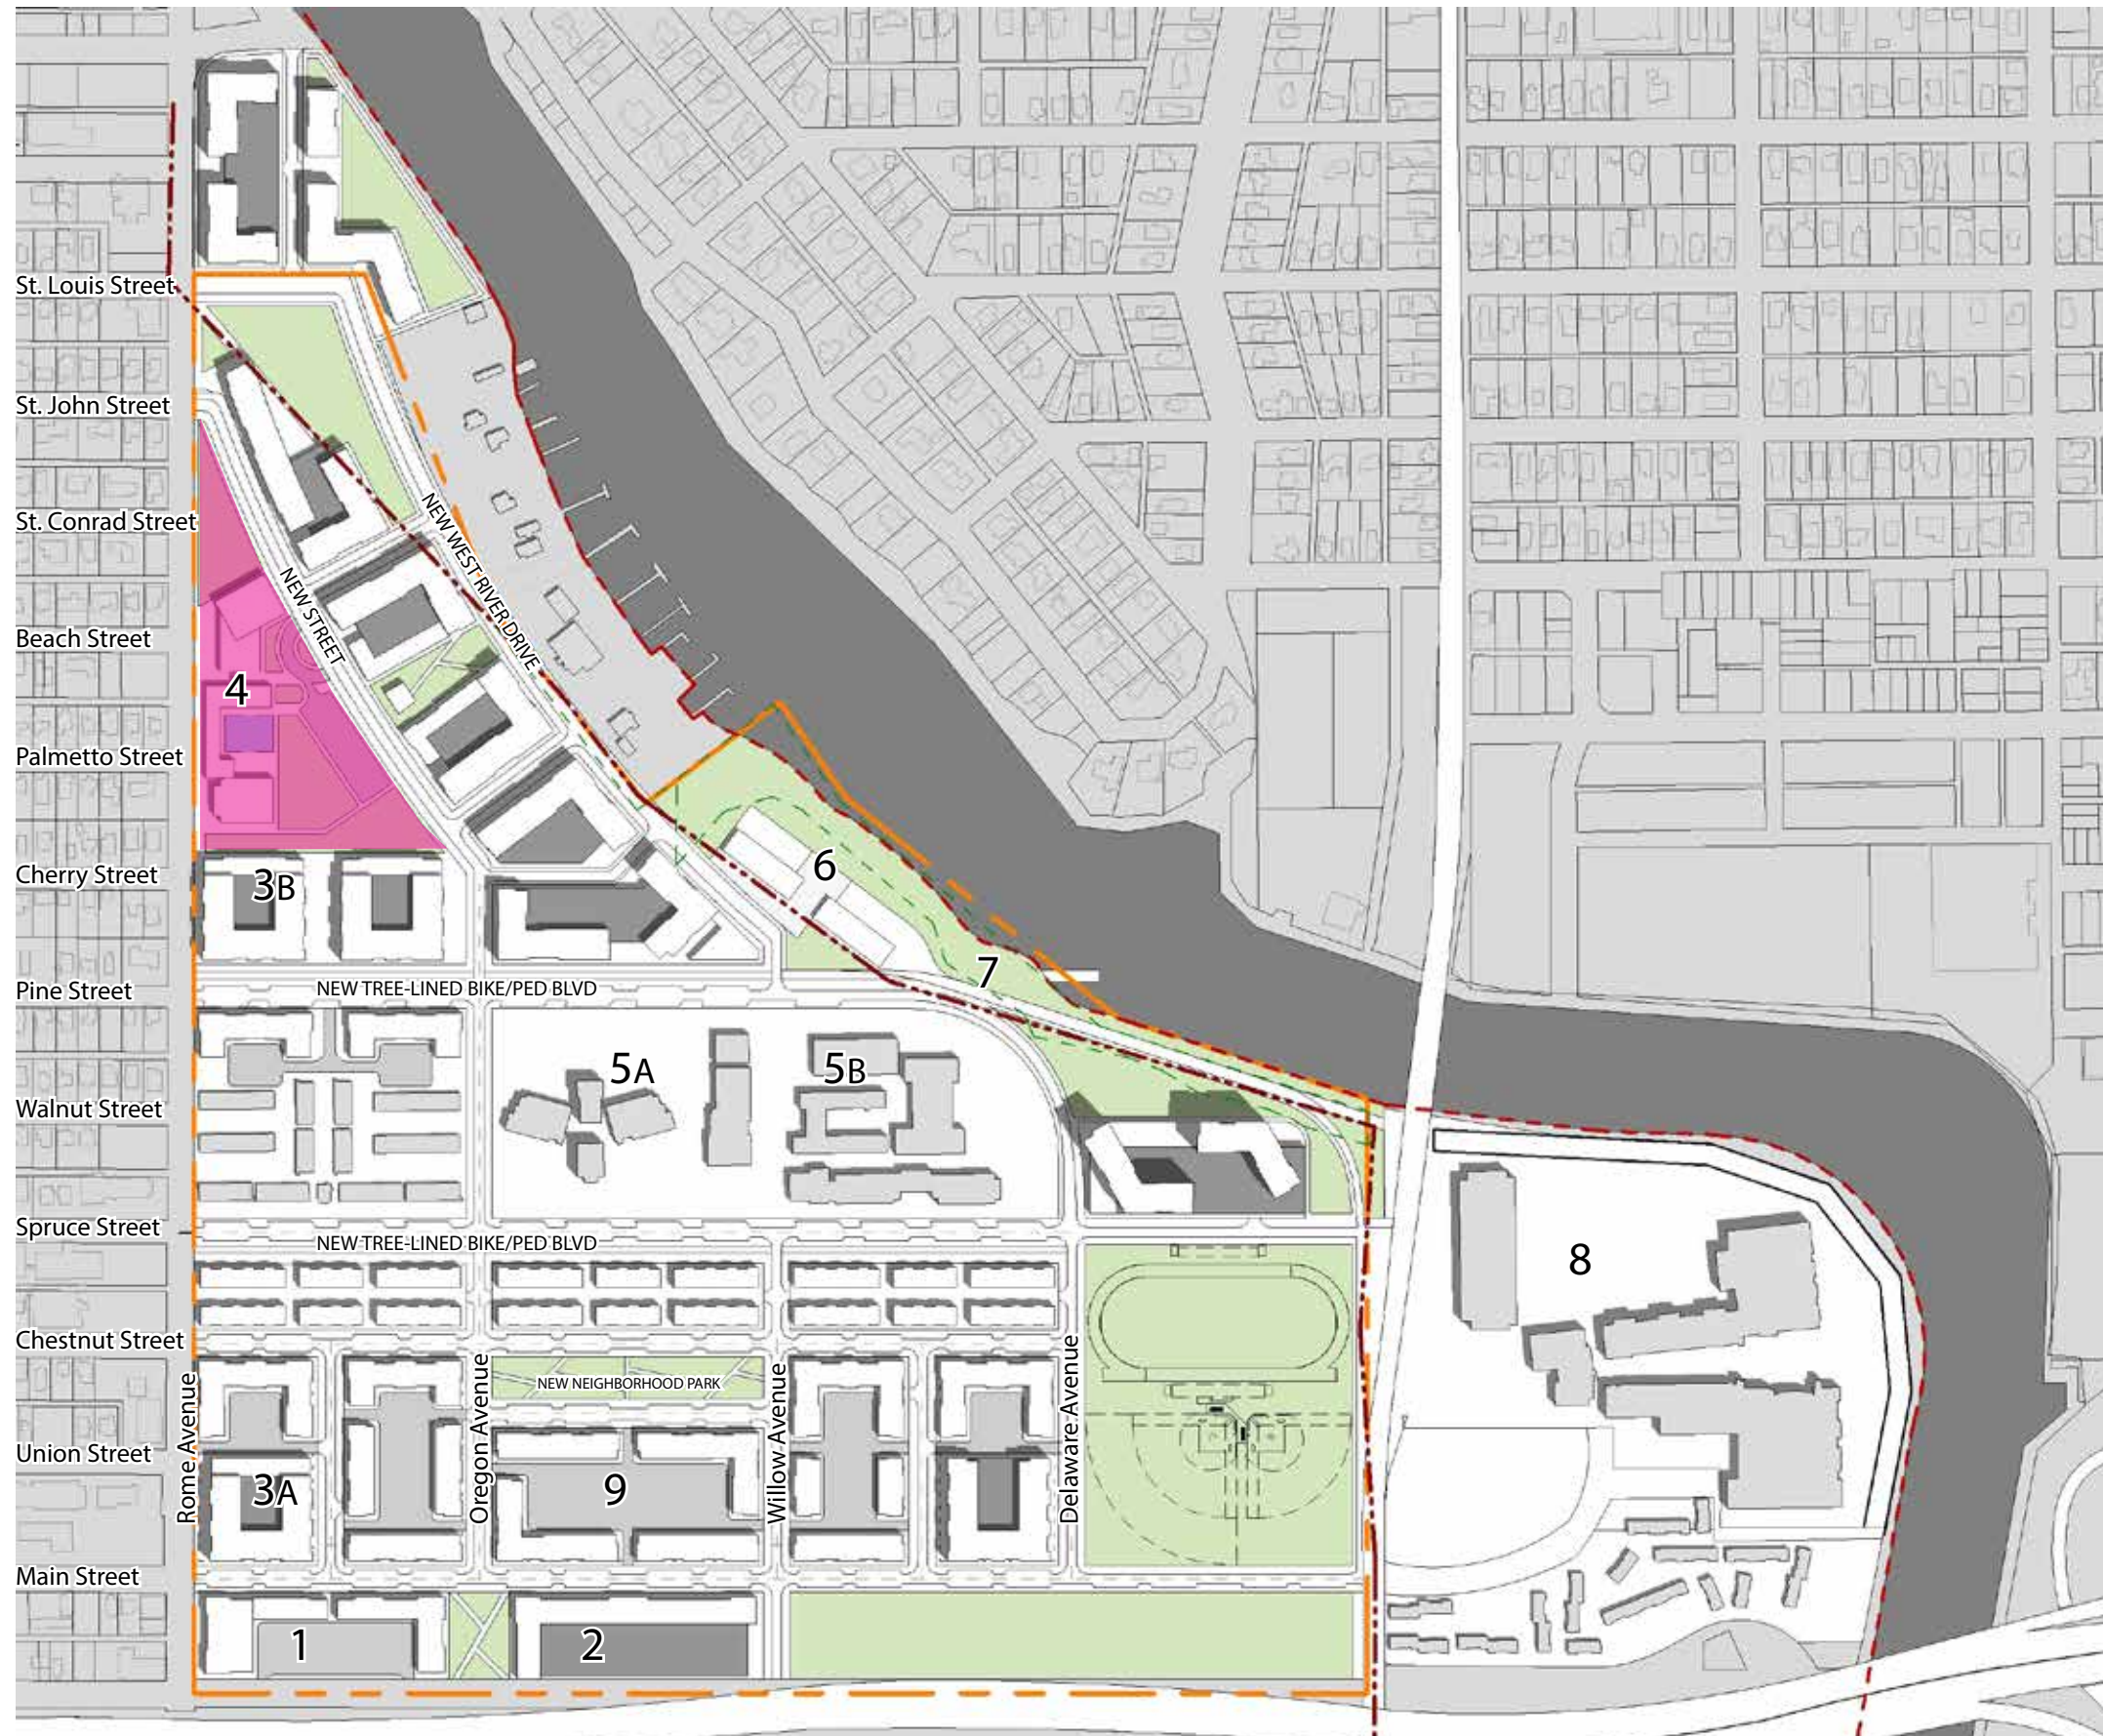 St. Louis Street
St. John Street
NEW WEST RIVER DRIVE
St. Conrad Street
NEW STREET
Beach Street
4
Palmetto Street
6
Cherry Street
3B
7
Pine Street
NEW TREE-LINED BIKE/PED BLVD
5A
5B
Walnut Street
Spruce Street
NEW TREE-LINED BIKE/PED BLVD
8
Chestnut Street
NEW NEIGHBORHOOD PARK
Rome Avenue
Oregon Avenue
Willow Avenue
Delaware Avenue
Union Street
3A
9
Main Street
1
2